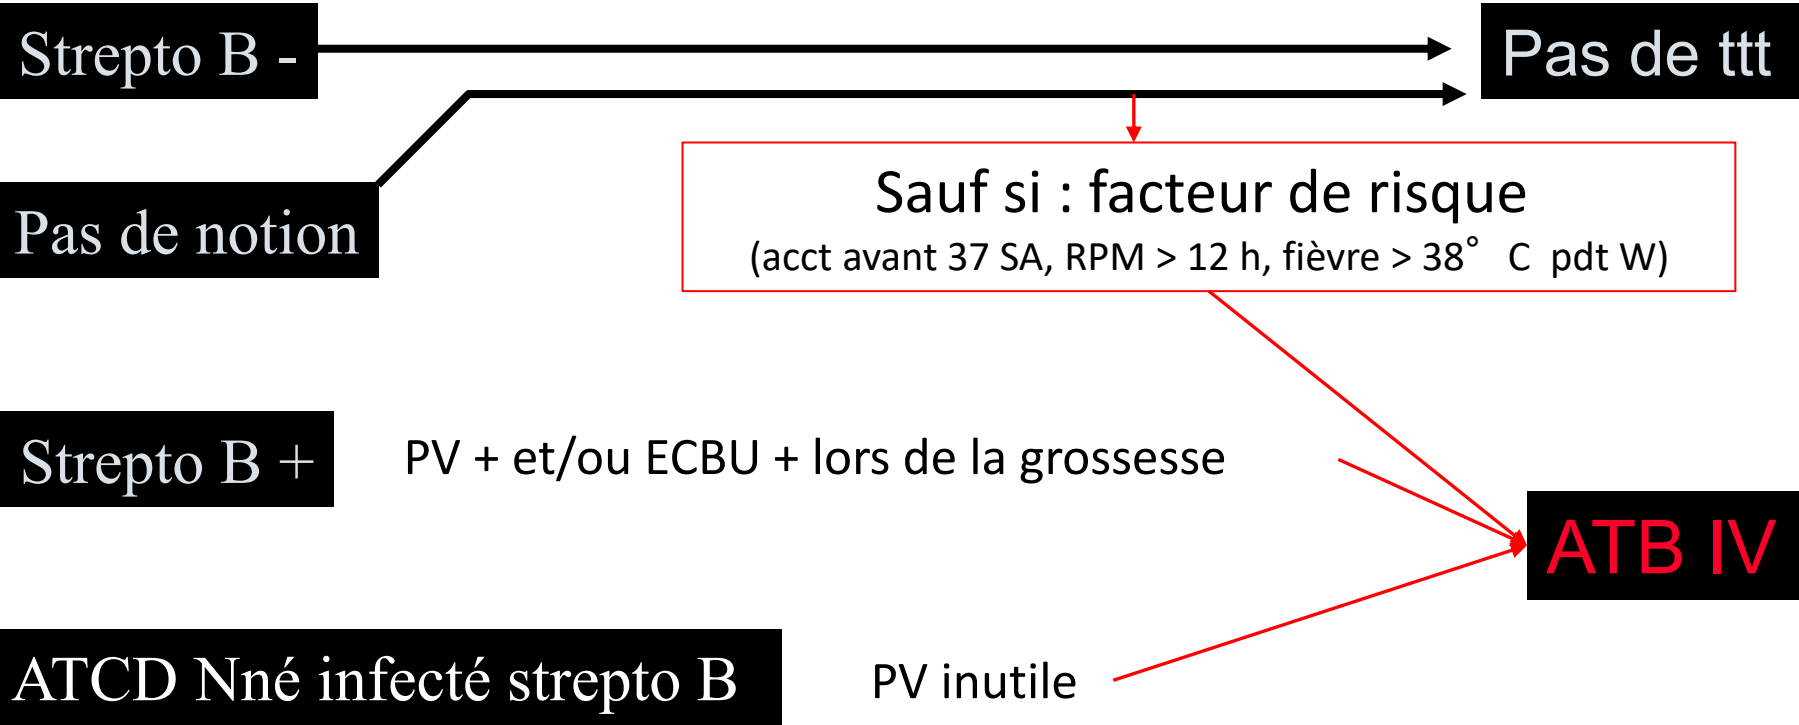 Strepto B -
Pas de ttt
Pas de notion
Sauf si : facteur de risque
(acct avant 37 SA, RPM > 12 h, fièvre > 38° C pdt W)
Strepto B +
PV + et/ou ECBU + lors de la grossesse
ATB IV
ATCD Nné infecté strepto B
PV inutile